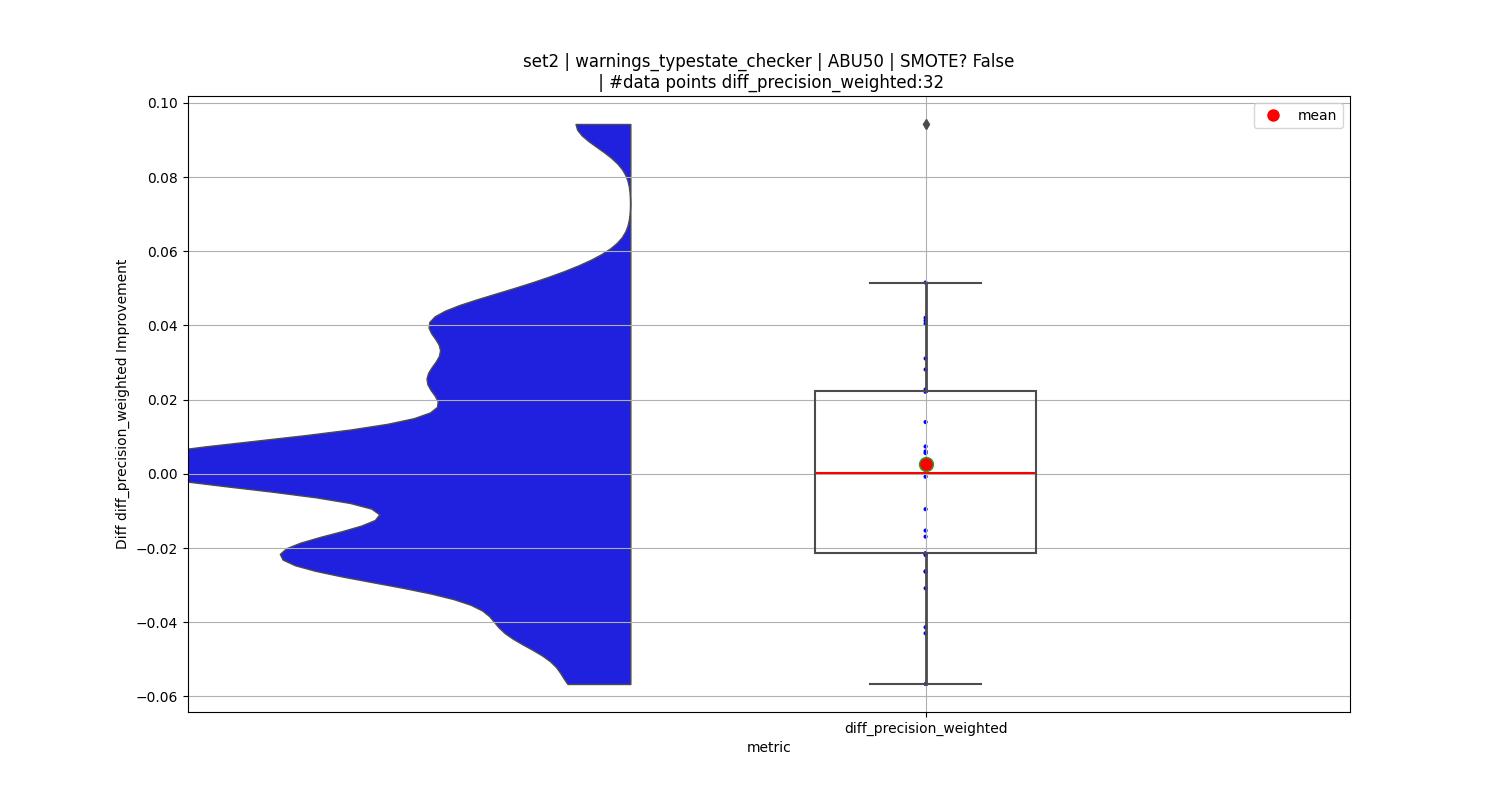 set2 | warnings_typestate_checker | ABU50 | SMOTE? False
| #data points diff_precision_weighted:32
mean
0.10
0.08
0.06
0.04
0.02
0.00
−0.02
−0.04
−0.06
Diff diff_precision_weighted Improvement
diff_precision_weighted
metric